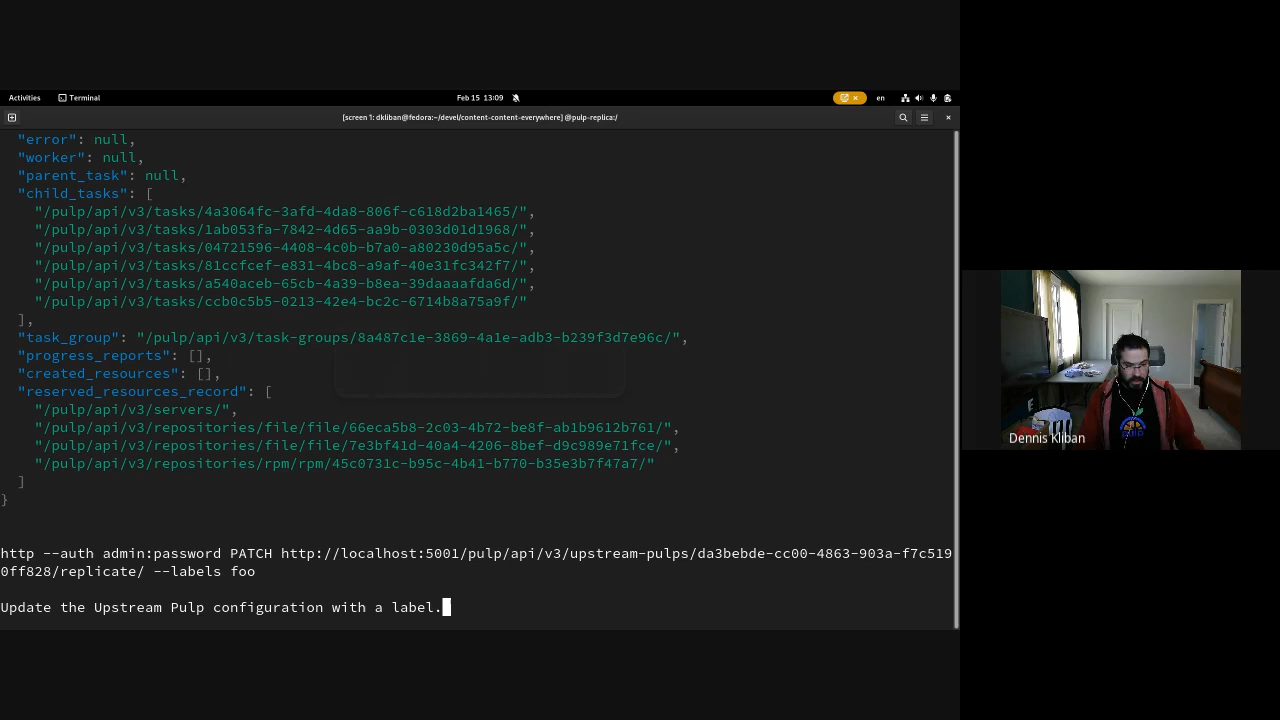 Activities
Terminal
Feb 15 13:09
en
[screen 1: dkliban@fedora:~/devel/content-content-everywhere] @pulp-replica:/
"error": null,
"worker": null,
"parent_task": null,
"child_tasks": [
"/pulp/api/v3/tasks/4a3064fc-3afd-4da8-806f-c618d2ba1465/",
"/pulp/api/v3/tasks/1ab053fa-7842-4d65-aa9b-0303d01d1968/",
"/pulp/api/v3/tasks/04721596-4408-4c0b-b7a0-a80230d95a5c/",
"/pulp/api/v3/tasks/81ccfcef-e831-4bc8-a9af-40e31fc342f7/",
"/pulp/api/v3/tasks/a540aceb-65cb-4a39-b8ea-39daaaafda6d/",
"/pulp/api/v3/tasks/ccb0c5b5-0213-42e4-bc2c-6714b8a75a9f/"
],
"task_group": "/pulp/api/v3/task-groups/8a487c1e-3869-4a1e-adb3-b239f3d7e96c/",
"progress_reports": [],
"created_resources": [],
"reserved_resources_record": [
"/pulp/api/v3/servers/",
"/pulp/api/v3/repositories/file/file/66eca5b8-2c03-4b72-be8f-ab1b9612b761/",
"/pulp/api/v3/repositories/file/file/7e3bf41d-40a4-4206-8bef-d9c989e71fce/",
"/pulp/api/v3/repositories/rpm/rpm/45c0731c-b95c-4b41-b770-b35e3b7f47a7/"
]
}
http --auth admin:password PATCH http://localhost:5001/pulp/api/v3/upstream-pulps/da3bebde-cc00-4863-903a-f7c519
0ff828/replicate/ --labels foo
Update the Upstream Pulp configuration with a label.
Dennis Kliban
pulp